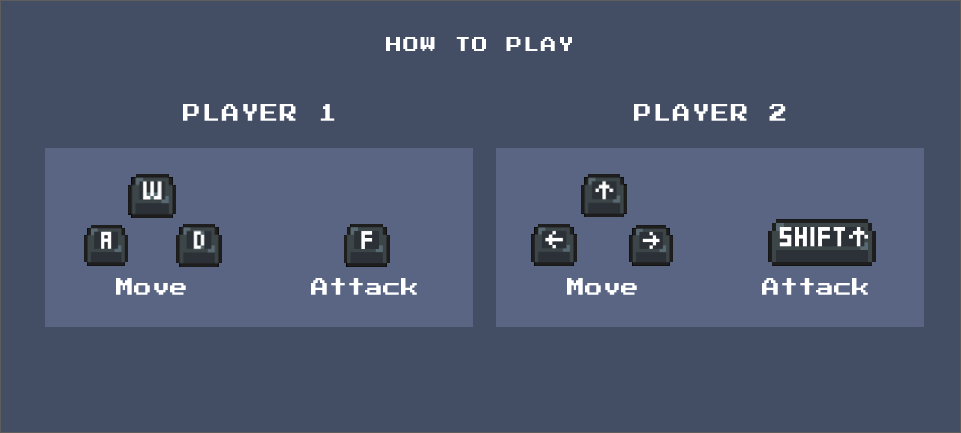 HOW TO PLAY
PLAYER 1
W
A D F
Move Attack
PLAYER 2
↑
← → SHIFT↑
Move Attack